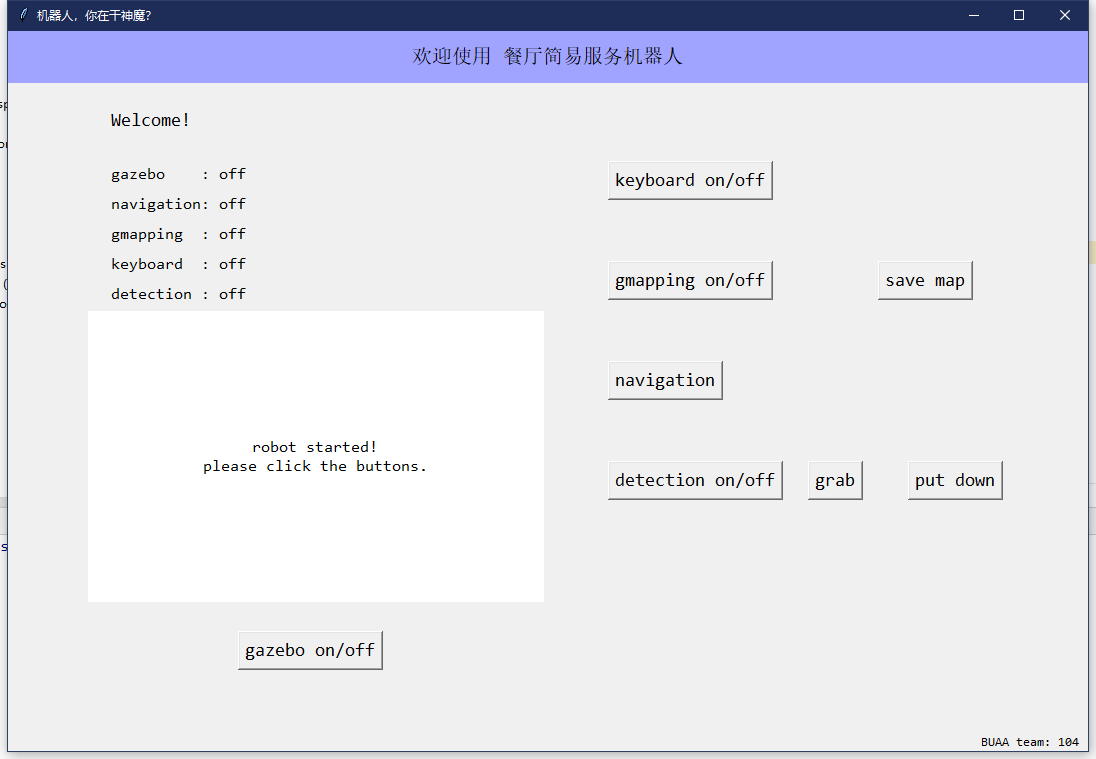 机器人，你在干神魔?
欢迎使用 餐厅简易服务机器人
Welcome!
gazebo    : off
navigation: off
gmapping  : off
keyboard  : off
detection : off
robot started!
please click the buttons.
gazebo on/off
keyboard on/off
gmapping on/off save map
navigation
detection on/off grab put down
BUAA team: 104